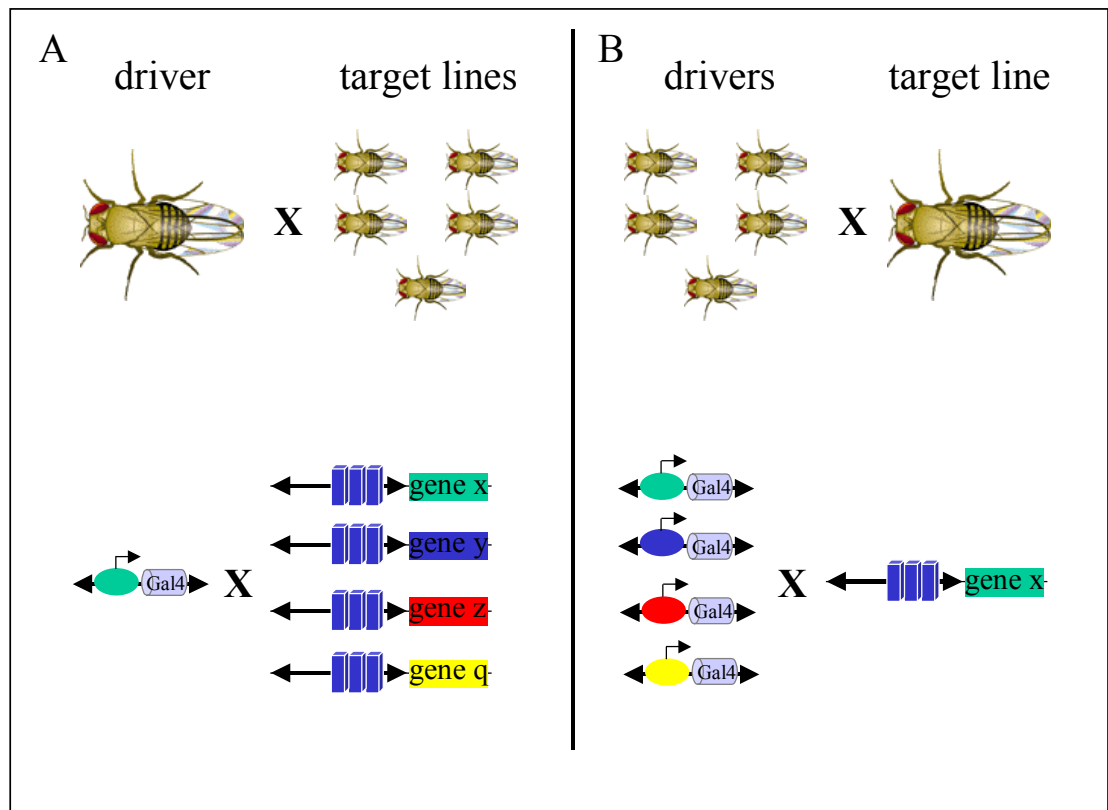 A
driver
target lines
X
Gal4
X
gene x
gene y
gene z
gene q
B
drivers
target line
X
Gal4
Gal4
Gal4
Gal4
X
gene x